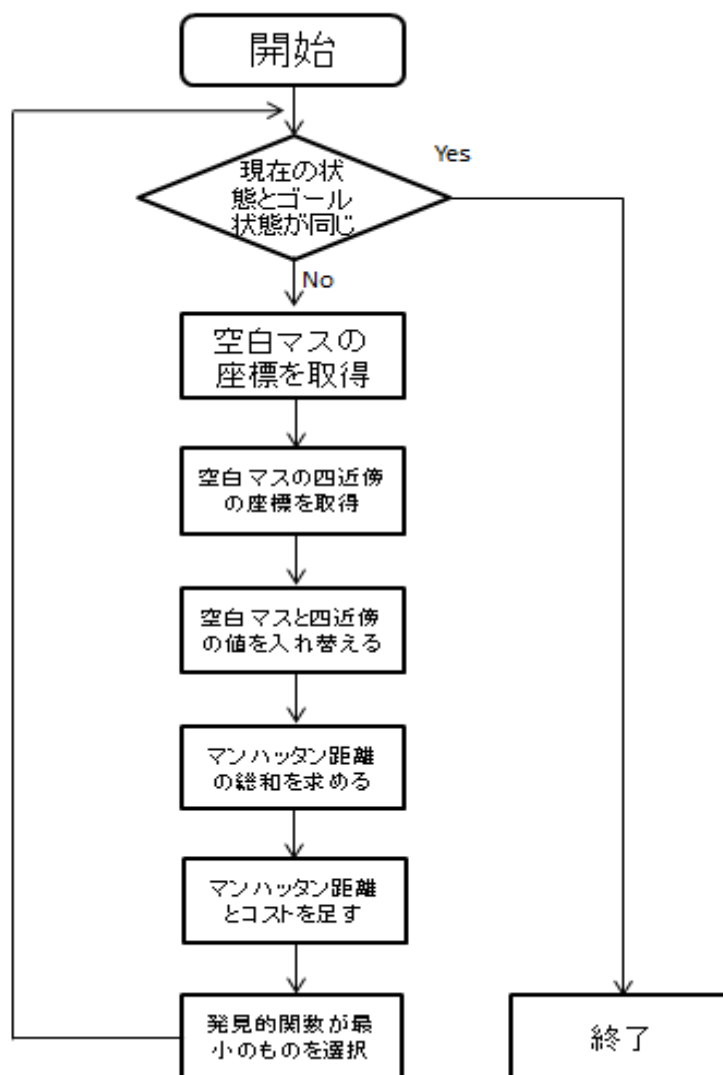 開始
現在の状
態とゴール
状態が同じ
Yes
No
空白マスの
座標を取得
空白マスの四近傍
の座標を取得
空白マスと四近傍
の値を入れ替える
マンハッタン距離
の総和を求める
マンハッタン距離
とコストを足す
発見的関数が最
小のものを選択
終了